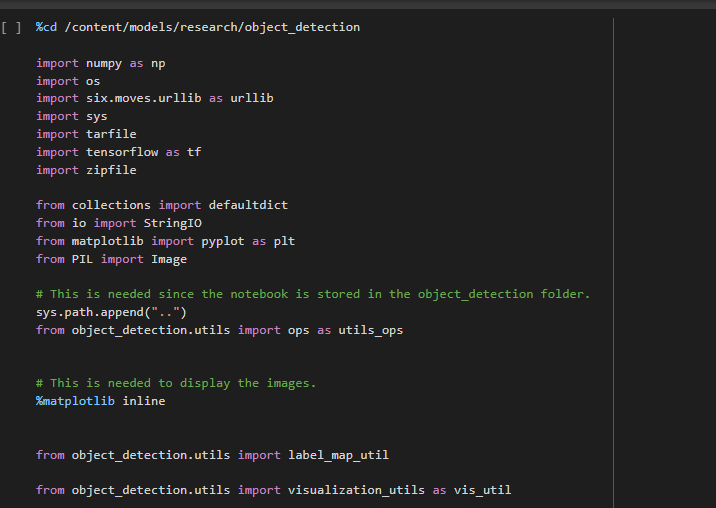 [ ] %cd /content/models/research/object_detection
import numpy as np
import os
import six.moves.urllib as urllib
import sys
import tarfile
import tensorflow as tf
import zipfile
from collections import defaultdict
from io import StringIO
from matplotlib import pyplot as plt
from PIL import Image
# This is needed since the notebook is stored in the object_detection folder.
sys.path.append("..")
from object_detection.utils import ops as utils_ops
# This is needed to display the images.
%matplotlib inline
from object_detection.utils import label_map_util
from object_detection.utils import visualization_utils as vis_util